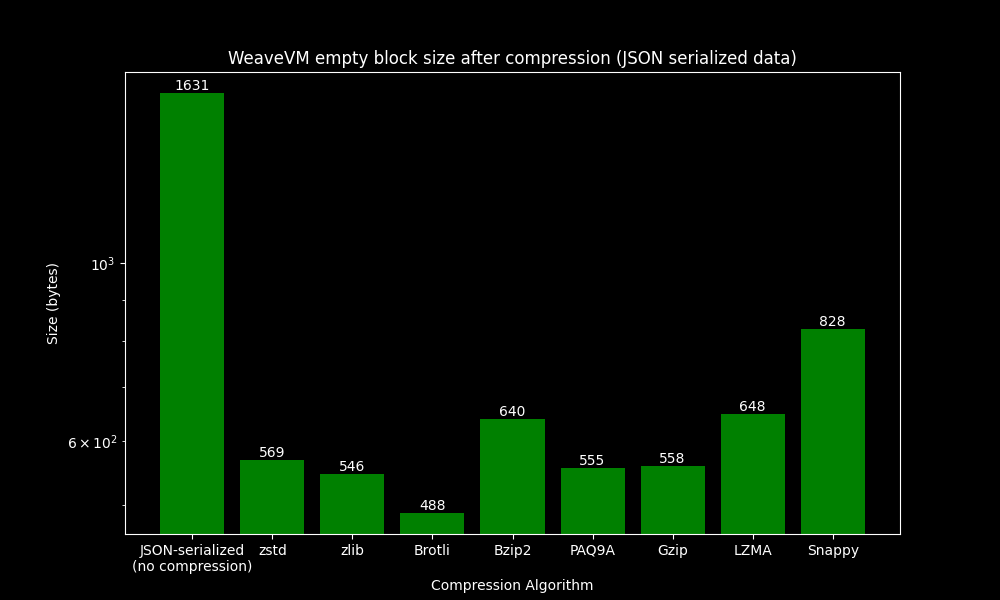 WeaveVM empty block size after compression (JSON serialized data)
1631
10³
Size (bytes)
828
648
640
6 × 10²
569
546
488
555
558
JSON-serialized
(no compression)
zstd
zlib
Brotli
Bzip2
PAQ9A
Gzip
LZMA
Snappy
Compression Algorithm